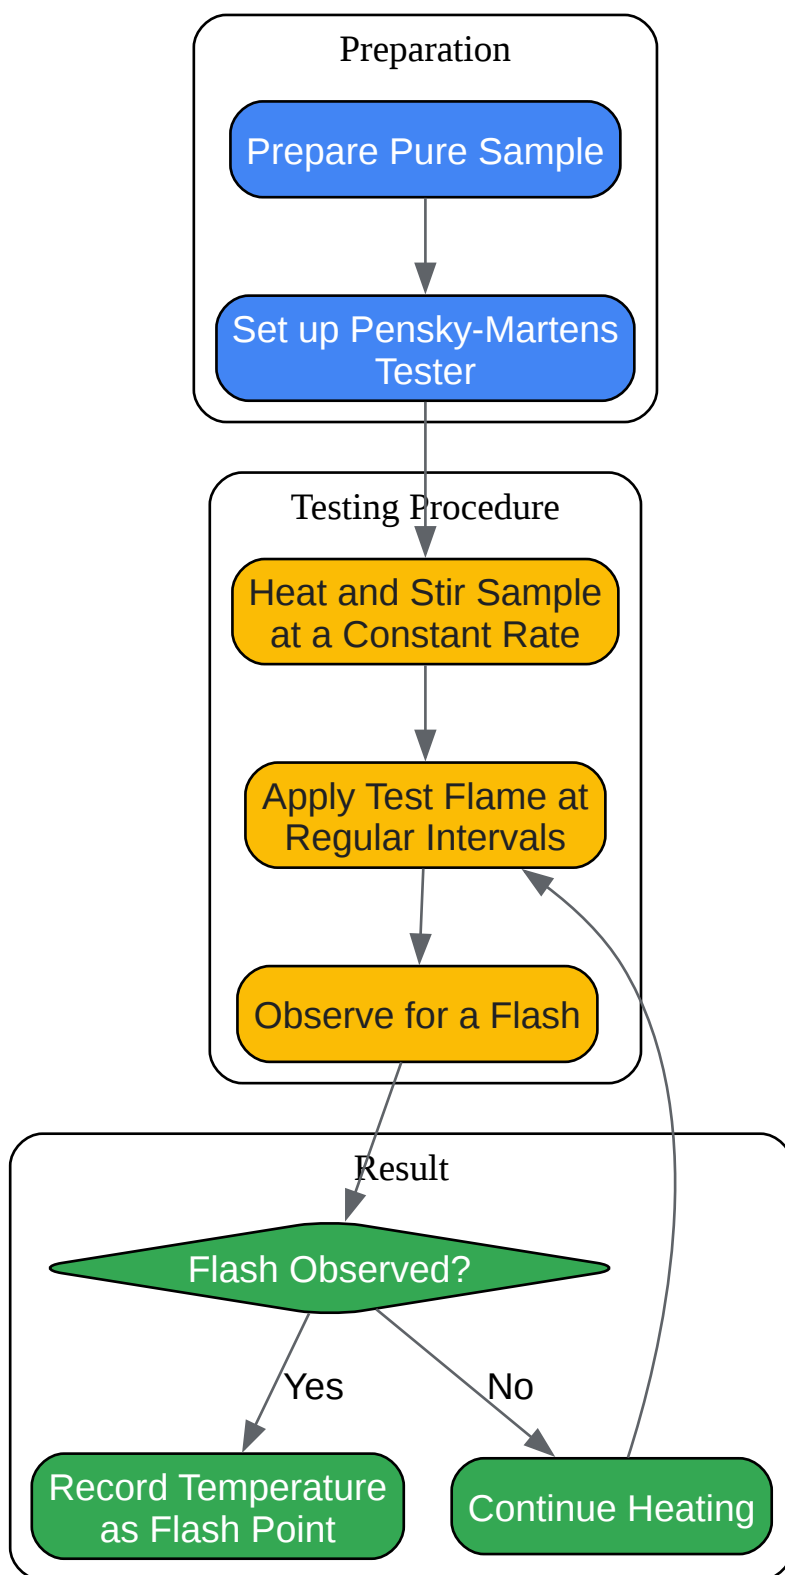 Preparation
Prepare Pure Sample
Set up Pensky-Martens
Tester
Testing Procedure
Heat and Stir Sample
at a Constant Rate
Apply Test Flame at
Regular Intervals
Observe for a Flash
Result
Flash Observed?
Yes
No
Record Temperature
as Flash Point
Continue Heating